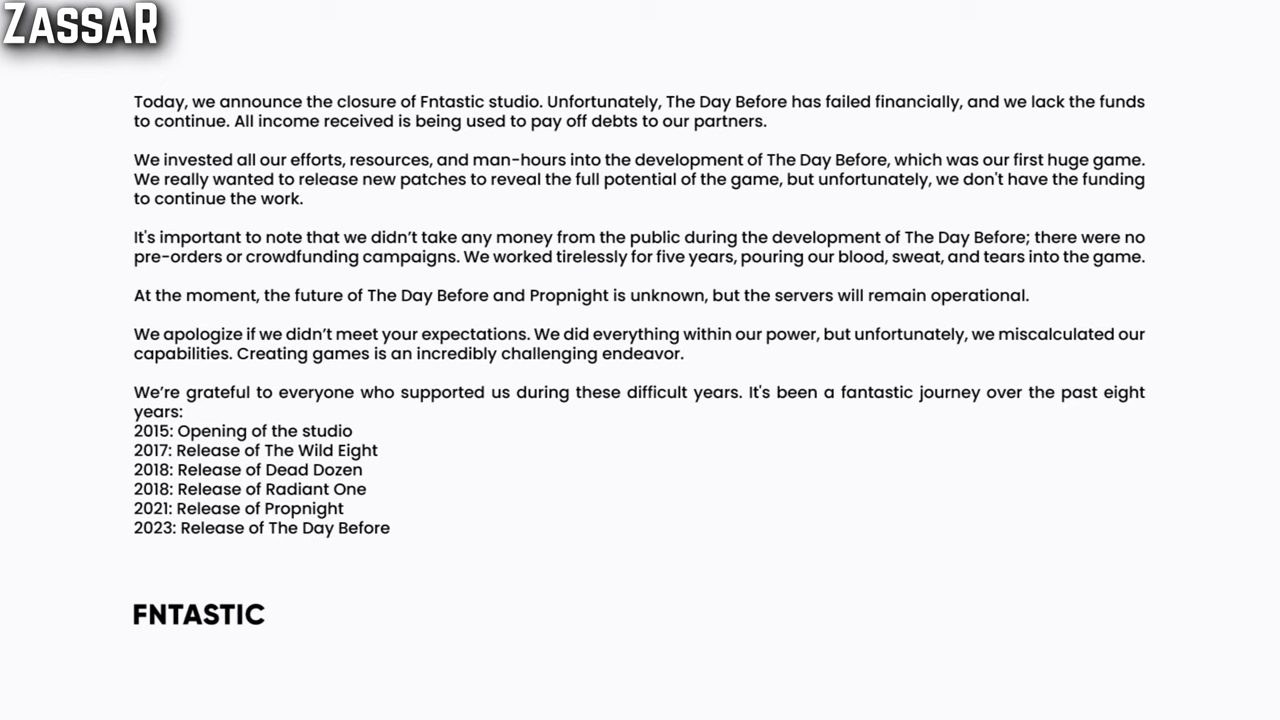 ZASSAR
Today, we announce the closure of Fntastic studio. Unfortunately, The Day Before has failed financially, and we lack the funds
to continue. All income received is being used to pay off debts to our partners.
We invested all our efforts, resources, and man-hours into the development of The Day Before, which was our first huge game.
We really wanted to release new patches to reveal the full potential of the game, but unfortunately, we don't have the funding
to continue the work.
It's important to note that we didn’t take any money from the public during the development of The Day Before; there were no
pre-orders or crowdfunding campaigns. We worked tirelessly for five years, pouring our blood, sweat, and tears into the game.
At the moment, the future of The Day Before and Propnight is unknown, but the servers will remain operational.
We apologize if we didn’t meet your expectations. We did everything within our power, but unfortunately, we miscalculated our
capabilities. Creating games is an incredibly challenging endeavor.
We’re grateful to everyone who supported us during these difficult years. It's been a fantastic journey over the past eight
years:
2015: Opening of the studio
2017: Release of The Wild Eight
2018: Release of Dead Dozen
2018: Release of Radiant One
2021: Release of Propnight
2023: Release of The Day Before
FNTASTIC